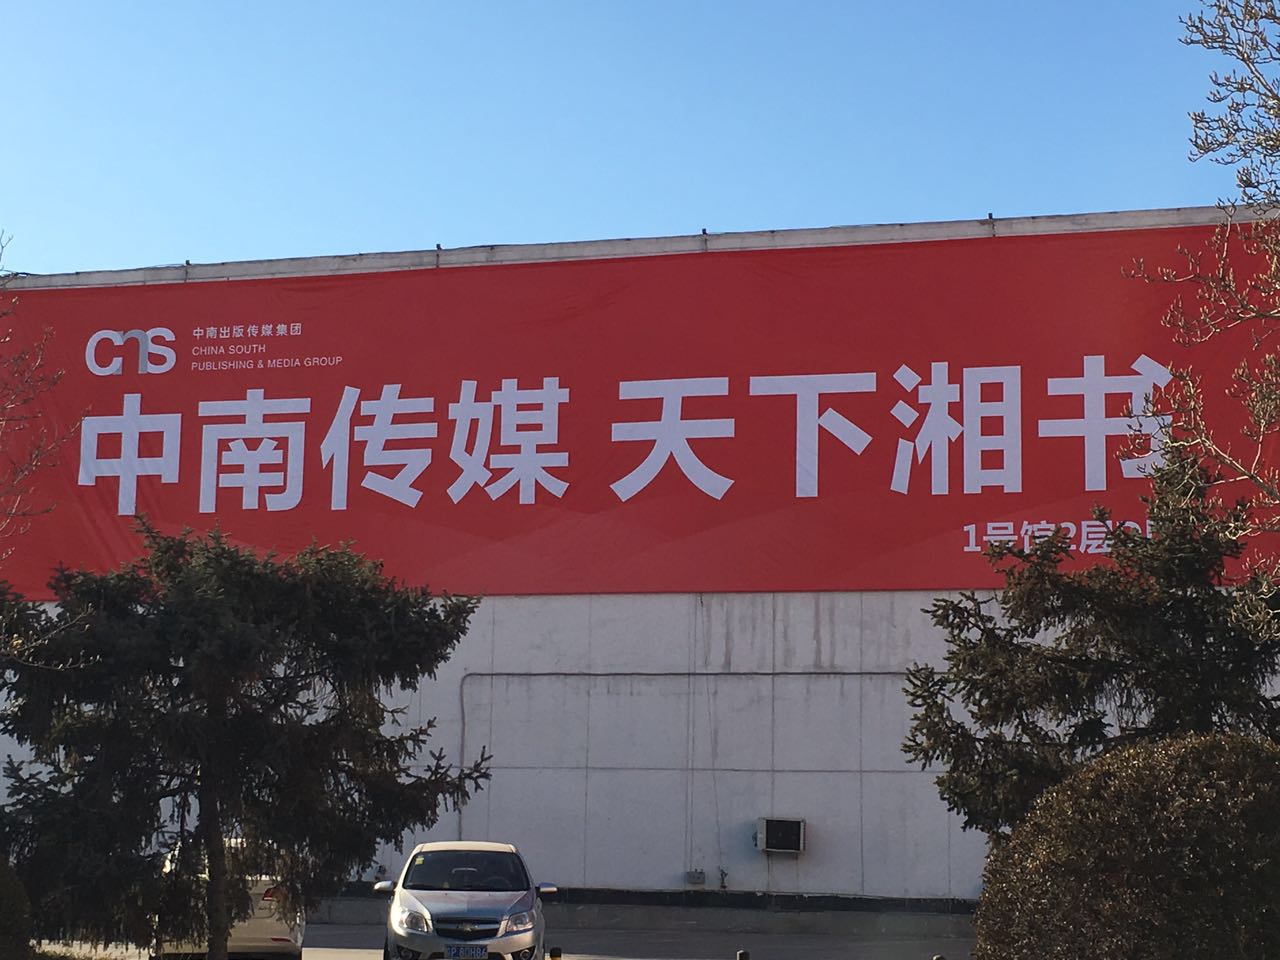 CNS
中南出版传媒集团
CHINA SOUTH
PUBLISHING & MEDIA GROUP
中南传媒 天下湘书
1号馆2层